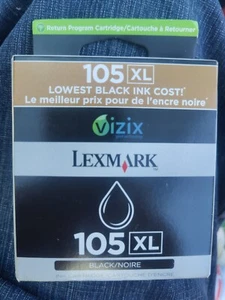 Return Program Cartridge/Cartouche à Retourner
105 XL
LOWEST BLACK INK COST!*
Le meilleur prix pour de l'encre noire*
Vizix
LEXMARK™
105 XL
BLACK/NOIRE